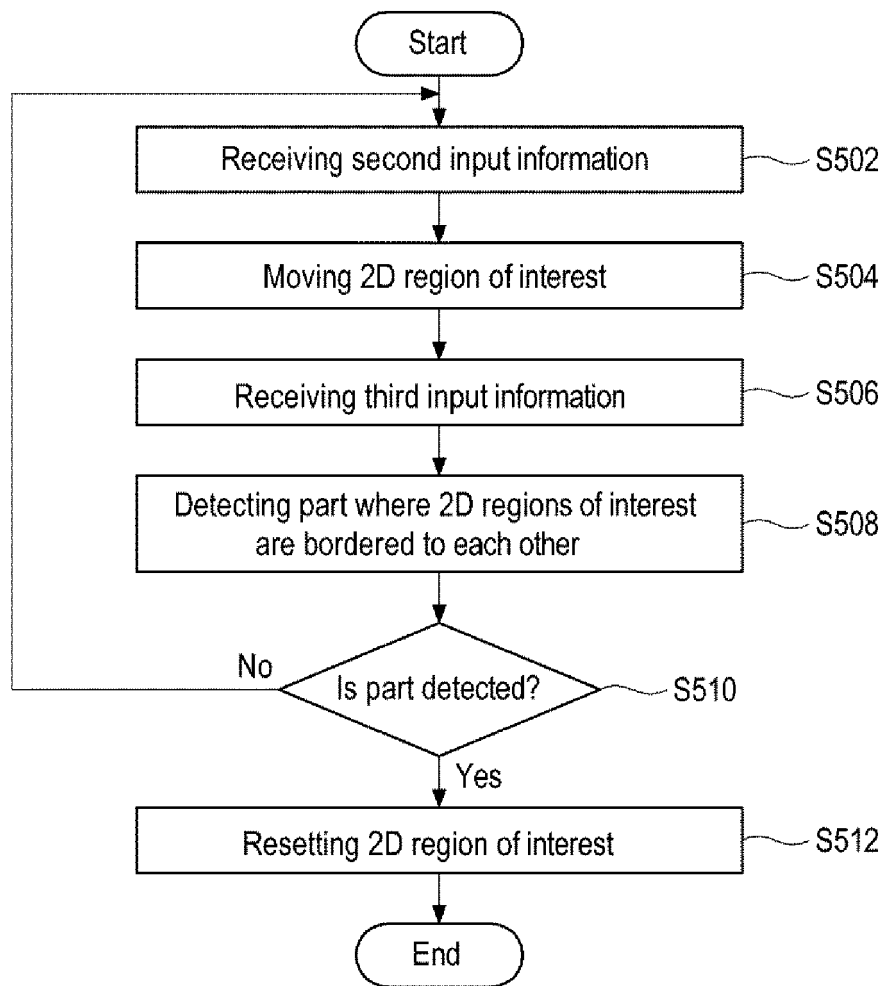 Start
Receiving second input information
S502
Moving 2D region of interest
S504
Receiving third input information
S506
Detecting part where 2D regions of interest
are bordered to each other
S508
No
Is part detected?
S510
Yes
Resetting 2D region of interest
S512
End